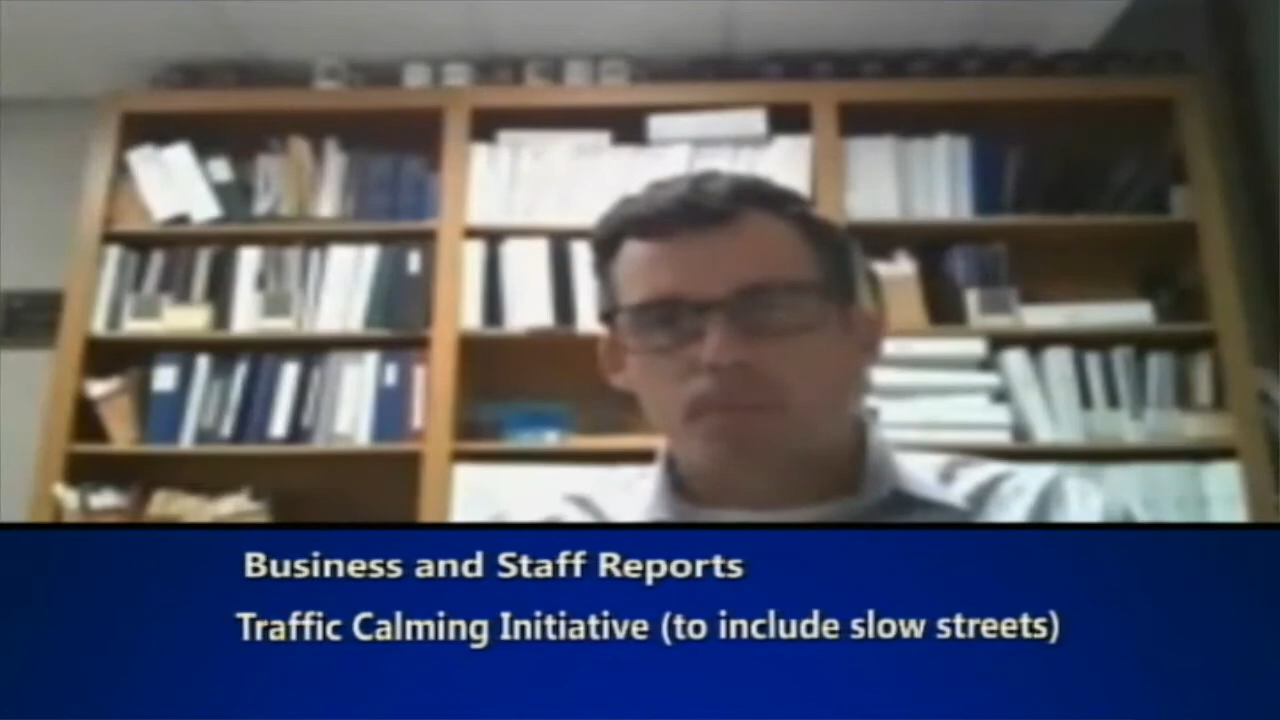 Business and Staff Reports
Traffic Calming Initiative (to include slow streets)